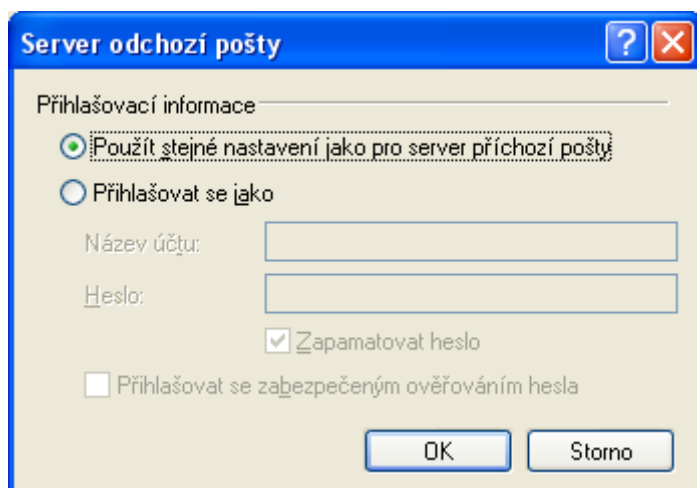 Server odchozí pošty
Přihlašovací informace
Použít stejné nastavení jako pro server příchozí pošty
Přihlašovat se jako
Název účtu:
Heslo:
Zapamatovat heslo
Přihlašovat se zabezpečeným ověřováním hesla
OK Storno